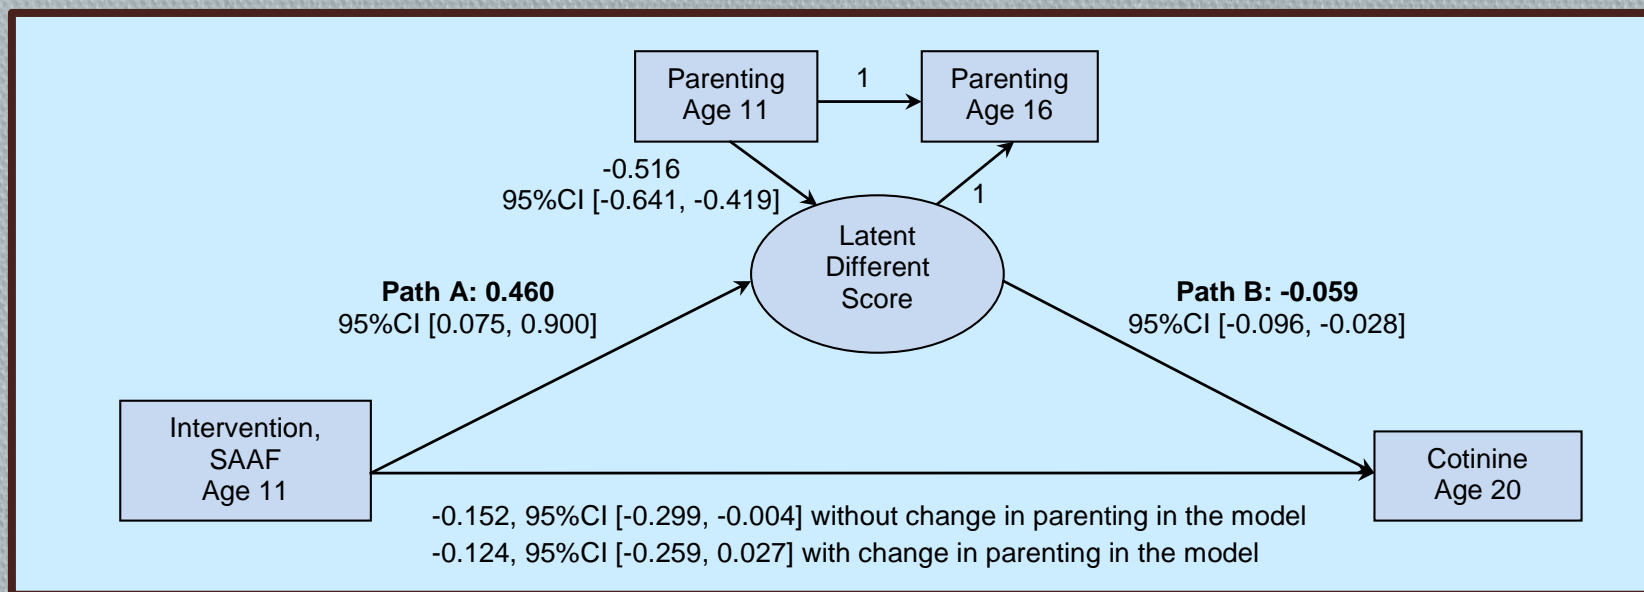 Parenting
Age 11
1
Parenting
Age 16
-0.516
95%CI [-0.641, -0.419]
1
Latent
Different
Score
Path A: 0.460
95%CI [0.075, 0.900]
Path B: -0.059
95%CI [-0.096, -0.028]
Intervention,
SAAF
Age 11
Cotinine
Age 20
-0.152, 95%CI [-0.299, -0.004] without change in parenting in the model
-0.124, 95%CI [-0.259, 0.027] with change in parenting in the model